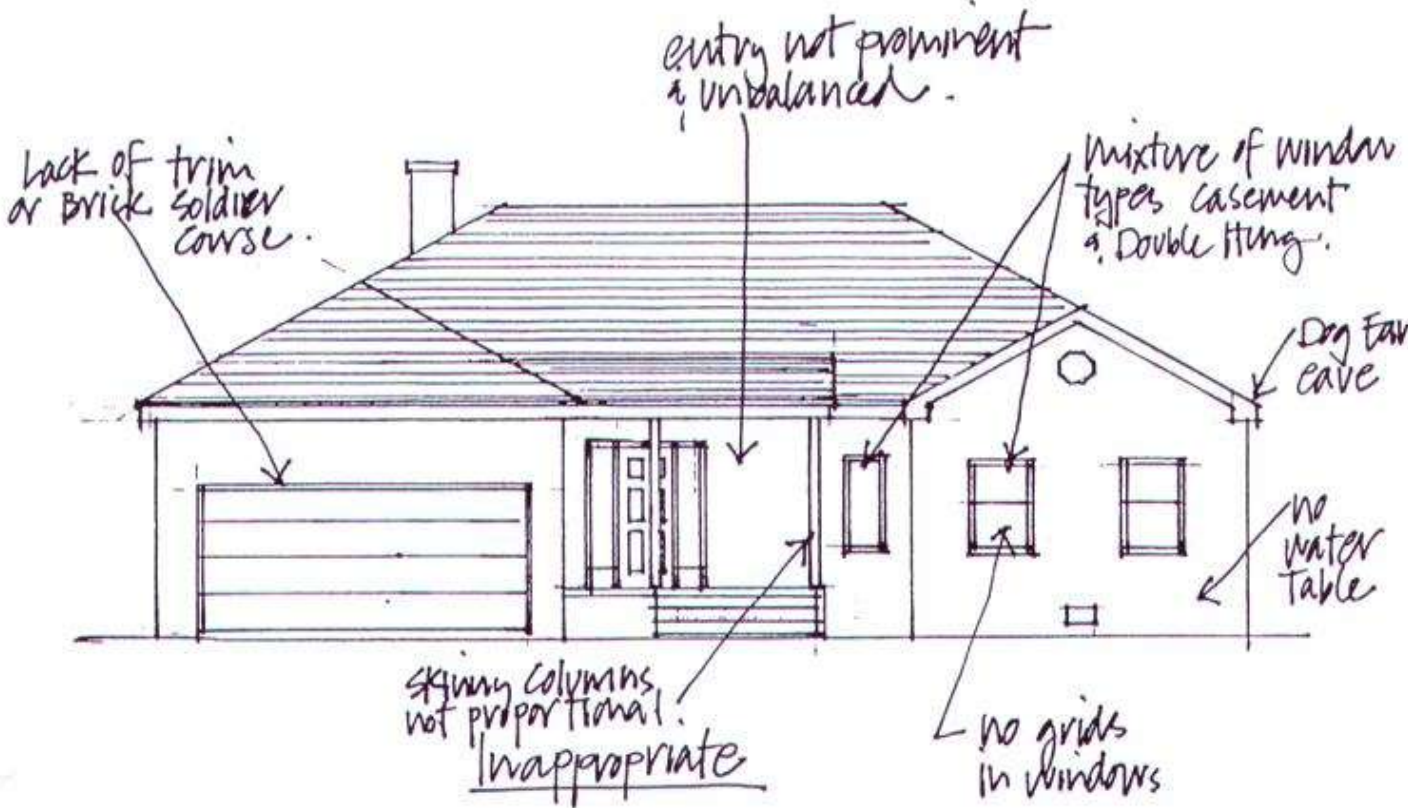 entry not prominent
& unbalanced.
Lack of trim
or Brick soldier
course.
Mixture of window
types casement
& Double Hung.
Dog Ear
eave
no
water
Table
skinny columns
not proportional.
Inappropriate
no grids
in windows